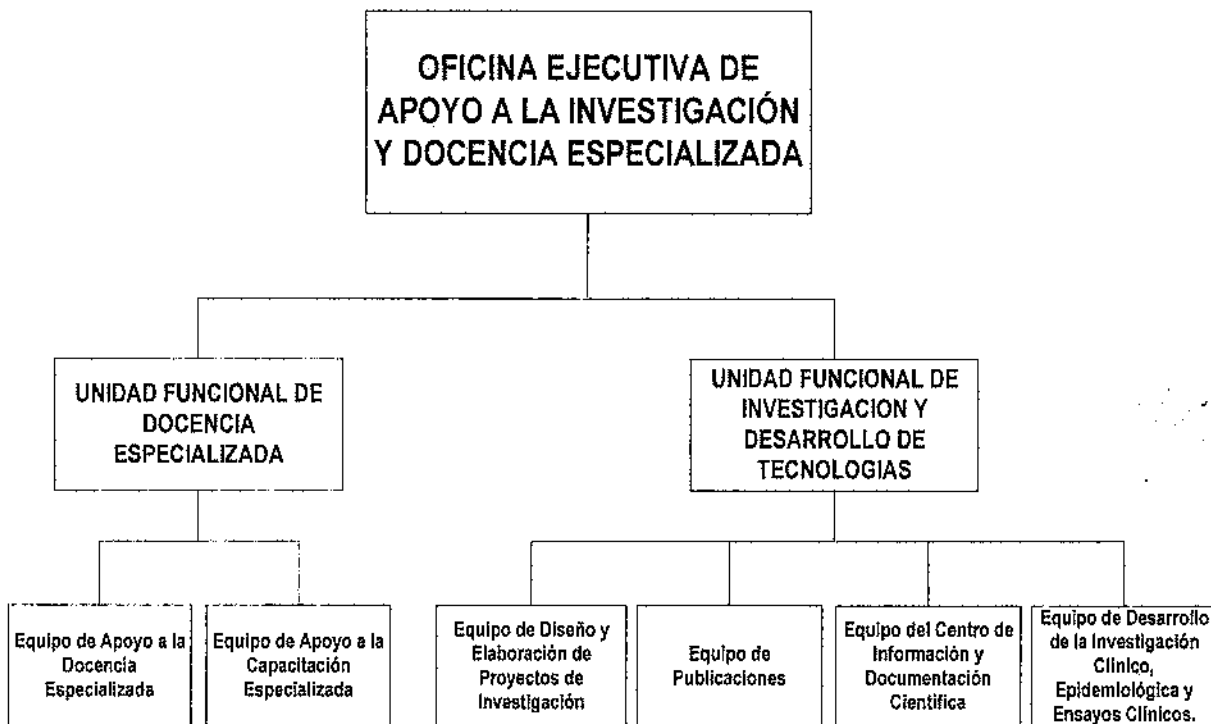 OFICINA EJECUTIVA DE
APOYO A LA INVESTIGACIÓN
Y DOCENCIA ESPECIALIZADA
UNIDAD FUNCIONAL DE
DOCENCIA
ESPECIALIZADA
UNIDAD FUNCIONAL DE
INVESTIGACION Y
DESARROLLO DE
TECNOLOGIAS
Equipo de Apoyo a la
Docencia
Especializada
Equipo de Apoyo a la
Capacitación
Especializada
Equipo de Diseño y
Elaboración de
Proyectos de
Investigación
Equipo de
Publicaciones
Equipo del Centro de
Información y
Documentación
Cientifica
Equipo de Desarrollo
de la Investigación
Clinico,
Epidemiológica y
Ensayos Clinicos.